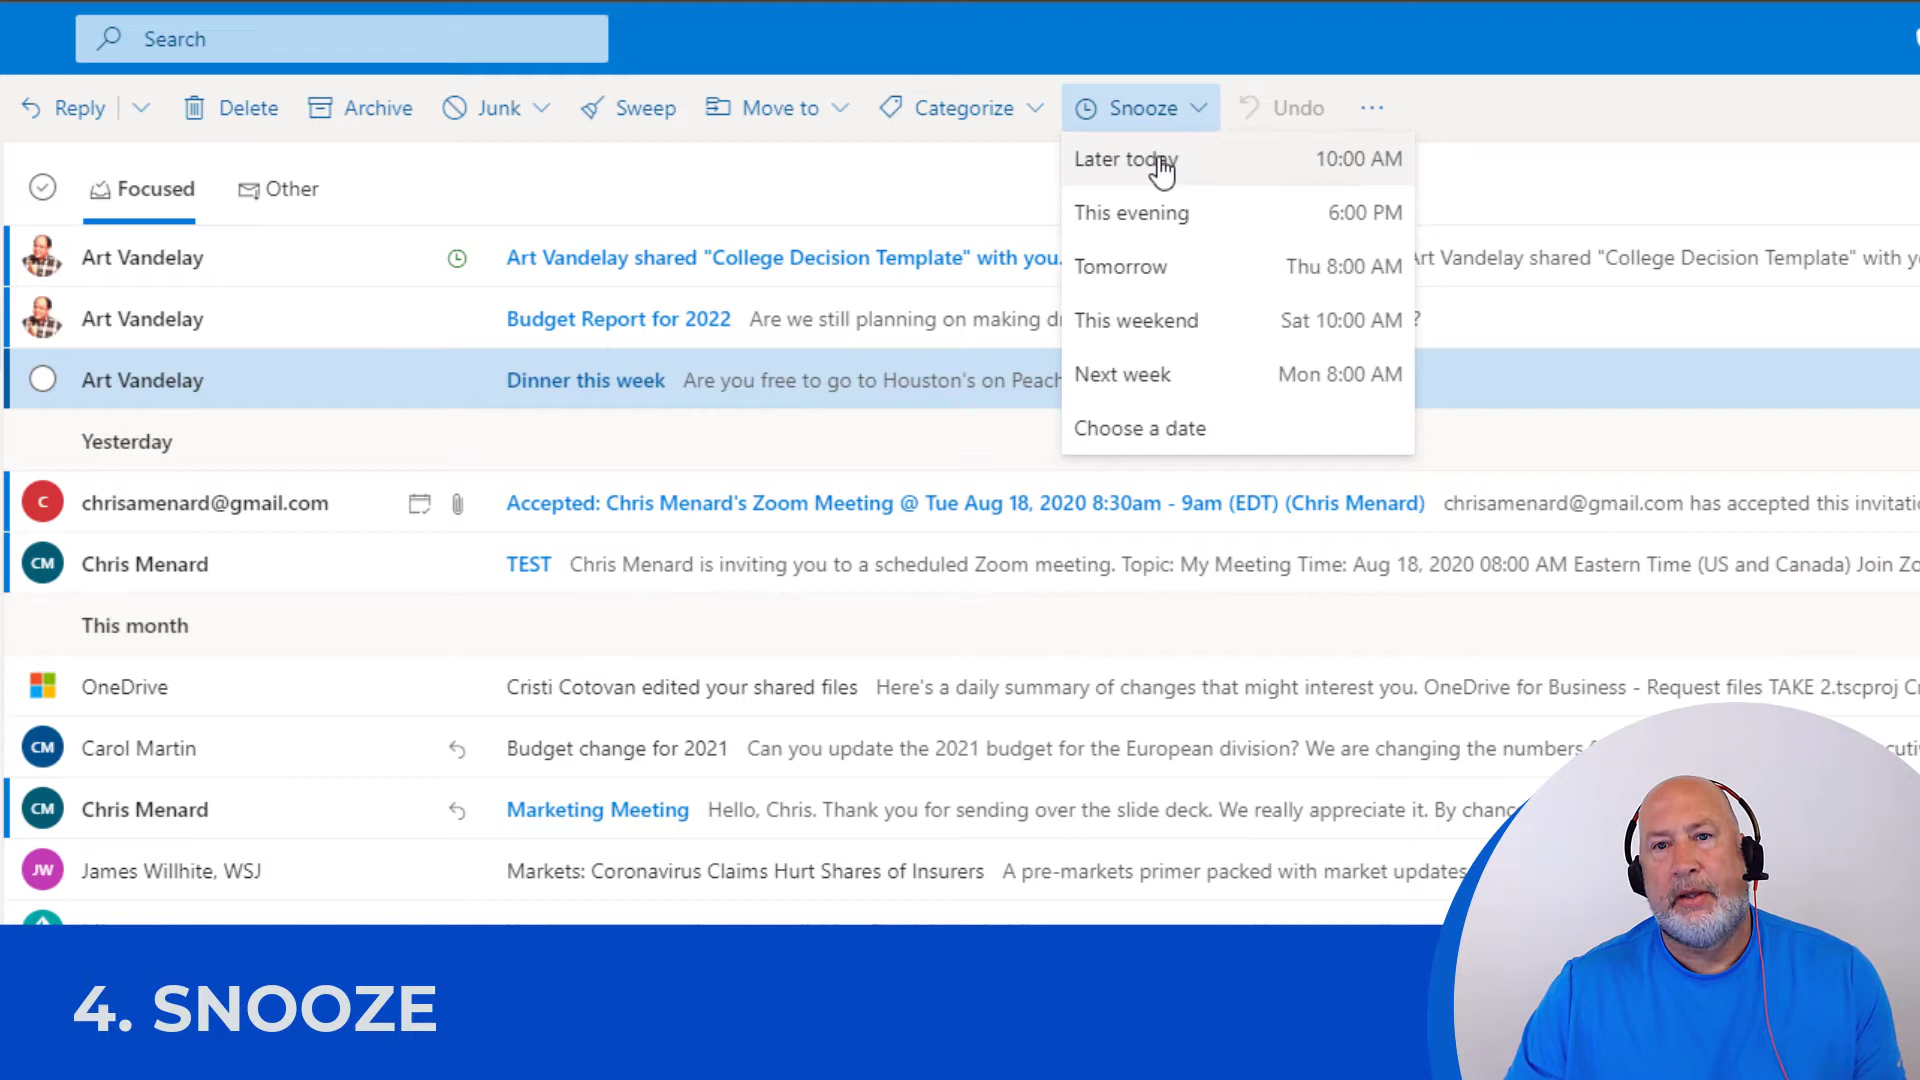 Search
Reply Delete Archive Junk Sweep Move to Categorize Snooze Undo ...
Later today 10:00 AM
Focused Other
This evening 6:00 PM
Art Vandelay Art Vandelay shared "College Decision Template" with you. Art Vandelay shared "College Decision Template" with
Tomorrow Thu 8:00 AM
Art Vandelay Budget Report for 2022 Are we still planning on making ?
This weekend Sat 10:00 AM
Art Vandelay Dinner this week Are you free to go to Houston's on Peach
Next week Mon 8:00 AM
Choose a date
Yesterday
C chrisamenard@gmail.com Accepted: Chris Menard's Zoom Meeting @ Tue Aug 18, 2020 8:30am - 9am (EDT) (Chris Menard) chrisamenard@gmail.com has accepted this
CM Chris Menard TEST Chris Menard is inviting you to a scheduled Zoom meeting. Topic: My Meeting Time: Aug 18, 2020 08:00 AM Eastern Time (US and Canada) Join
This month
OneDrive Cristi Cotovan edited your shared files Here's a daily summary of changes that might interest you. OneDrive for Business - Request files TAKE 2.tscproj
CM Carol Martin Budget change for 2021 Can you update the 2021 budget for the European division? We are changing the numbers
CM Chris Menard Marketing Meeting Hello, Chris. Thank you for sending over the slide deck. We really appreciate it. By
JW James Willhite, WSJ Markets: Coronavirus Claims Hurt Shares of Insurers A pre-markets primer packed with market updates
4. SNOOZE